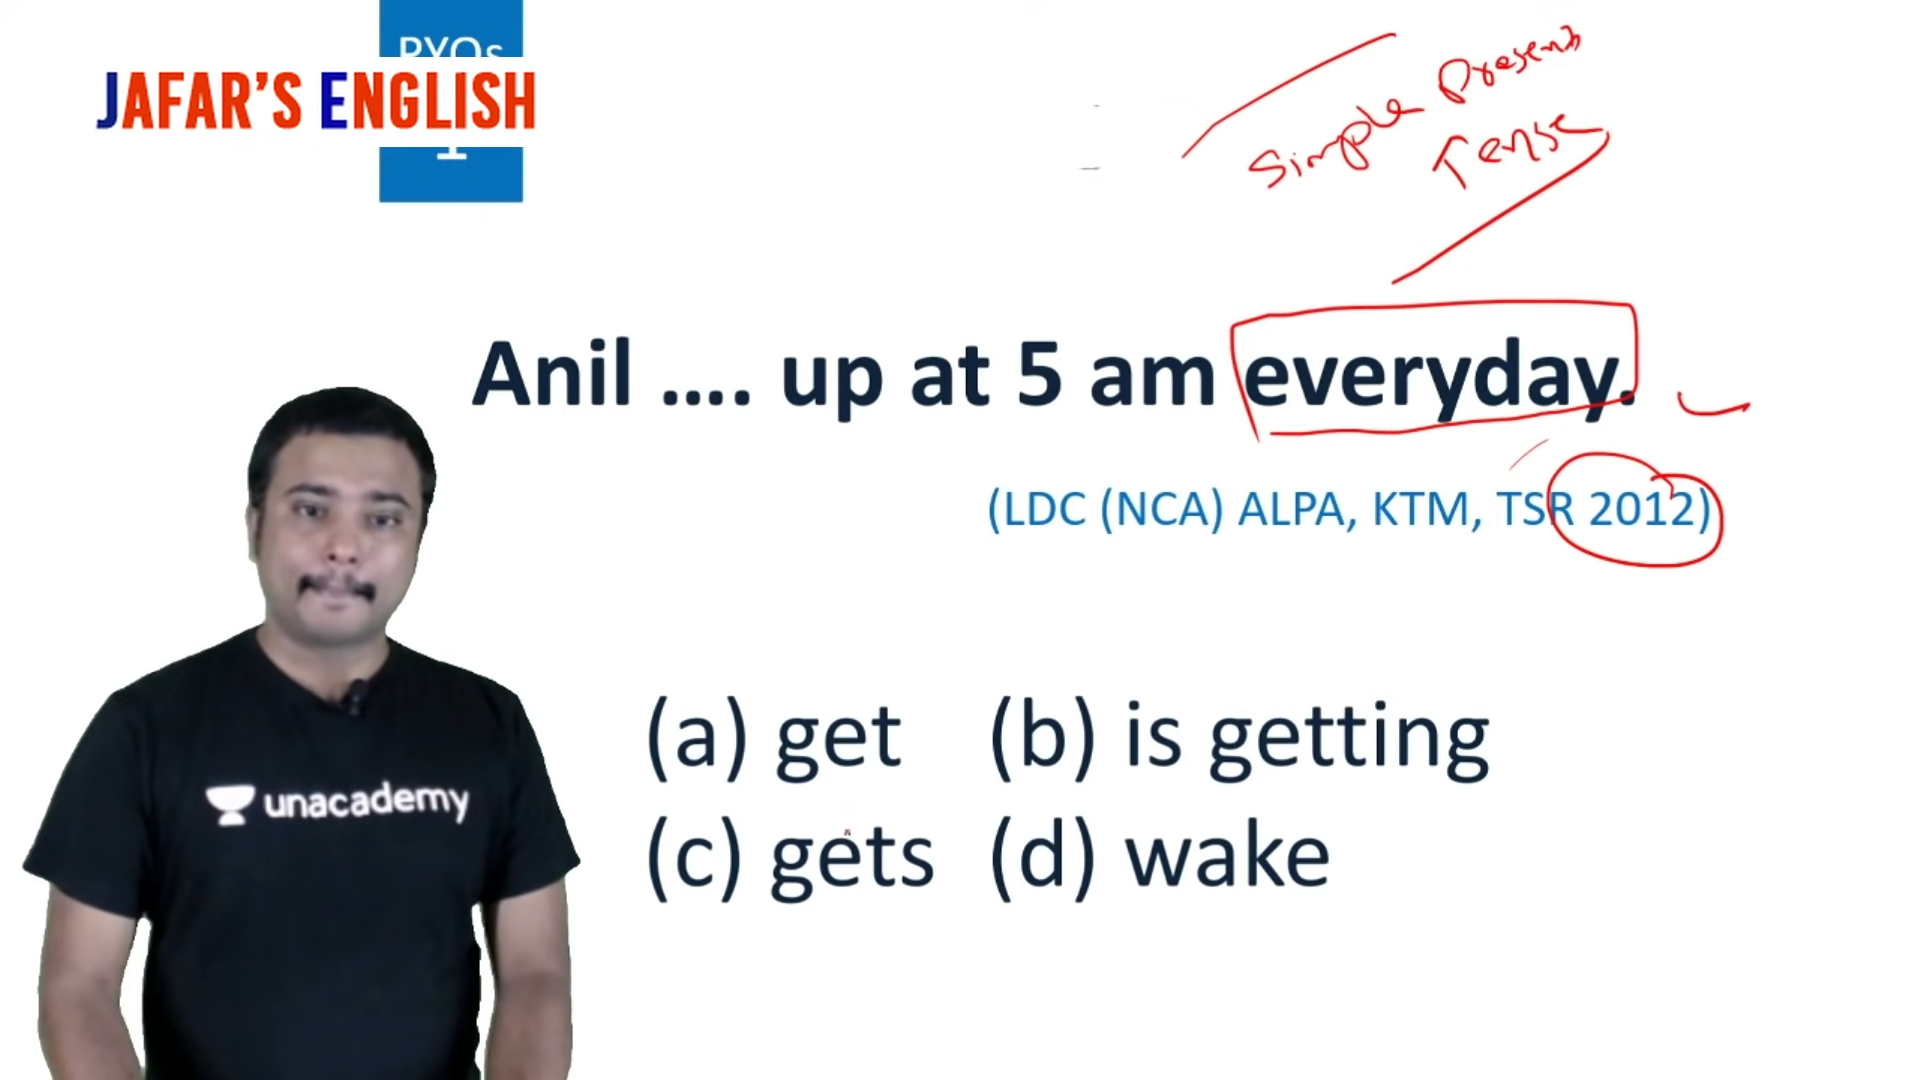 PYQs
JAFAR'S ENGLISH
1
Simple Present
Tense
Anil .... up at 5 am everyday.
(LDC (NCA) ALPA, KTM, TSR 2012)
(a) get (b) is getting
(c) gets (d) wake
unacademy